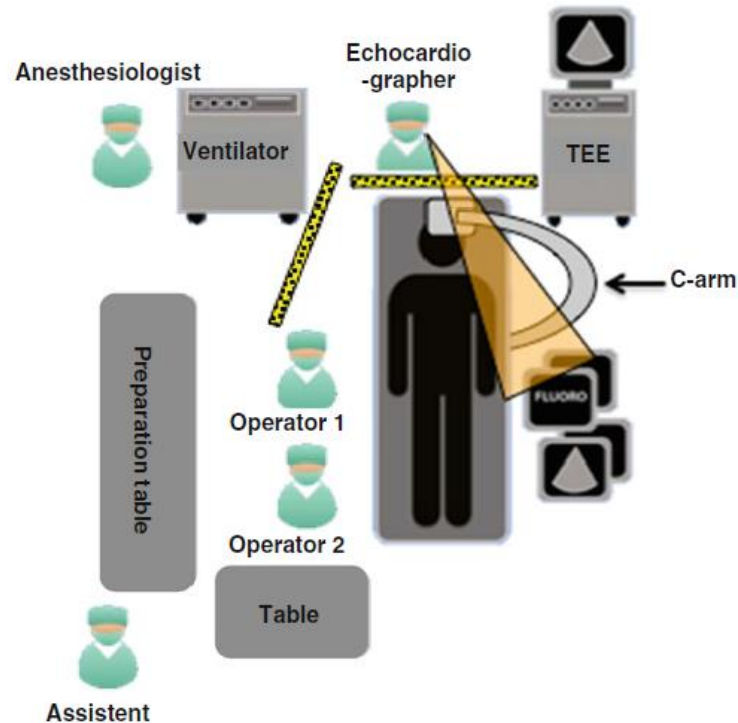 Anesthesiologist
Ventilator
Echocardio
-grapher
TEE
C-arm
FLUORO
Preparation table
Operator 1
Operator 2
Table
Assistent